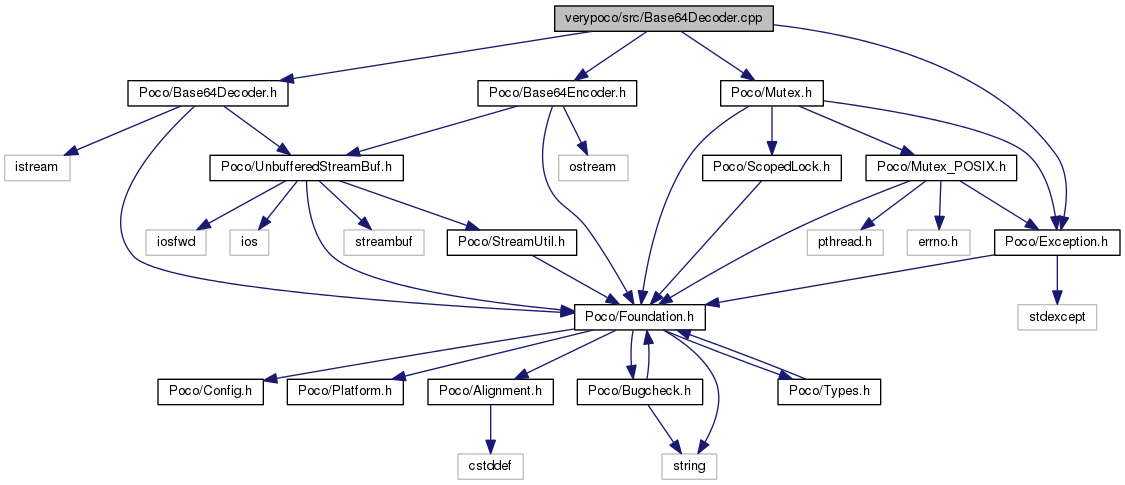 verypoco/src/Base64Decoder.cpp
Poco/Base64Decoder.h
Poco/Base64Encoder.h
Poco/Mutex.h
istream
Poco/UnbufferedStreamBuf.h
ostream
Poco/ScopedLock.h
Poco/Mutex_POSIX.h
iosfwd
ios
streambuf
Poco/StreamUtil.h
pthread.h
errno.h
Poco/Exception.h
Poco/Foundation.h
stdexcept
Poco/Config.h
Poco/Platform.h
Poco/Alignment.h
Poco/Bugcheck.h
Poco/Types.h
cstddef
string